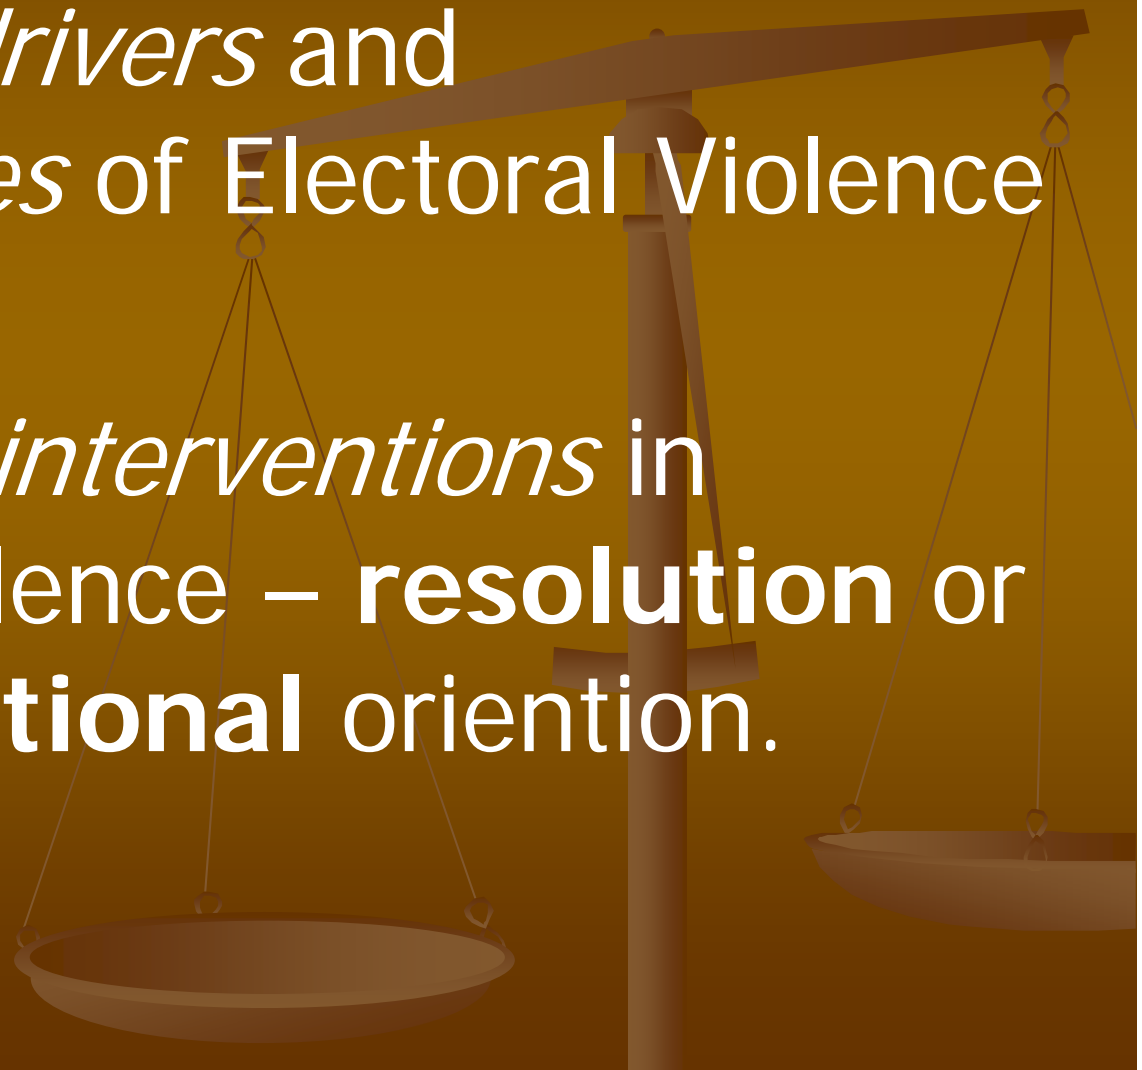 rivers and
es of Electoral Violence
interventions in
lence – resolution or
tional oriention.